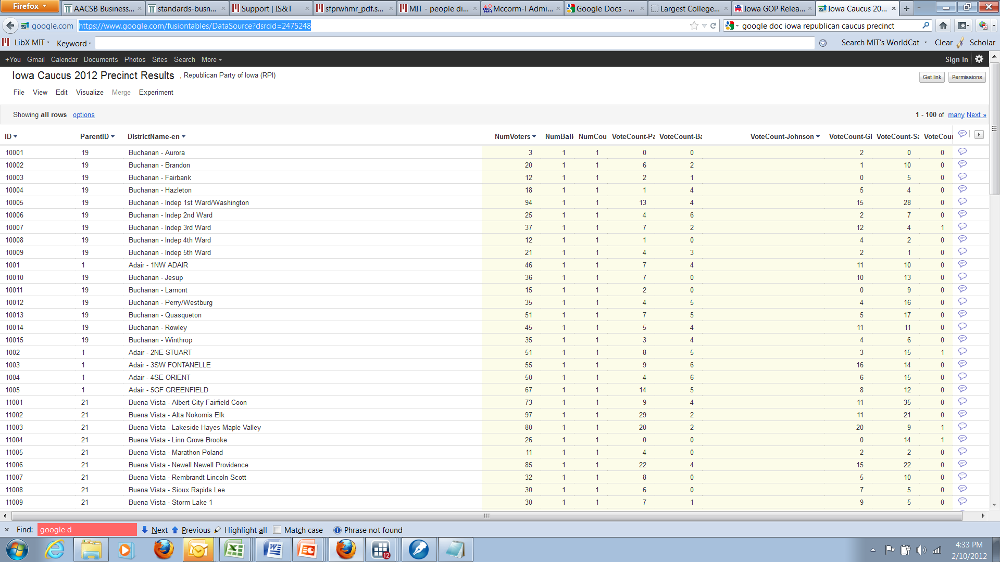 Firefox
AACSB Business...
standards-busn...
Support | IS&T
sfprwhmr_pdf.s...
MIT - people di...
Mccorm-l Admi...
Google Docs - ...
Largest College...
Iowa GOP Relea...
Iowa Caucus 20...
google.com https://www.google.com/fusiontables/DataSource?dsrcid=2475248 google doc iowa republican caucus precinct
LibX MIT Keyword Search MIT's WorldCat Clear Scholar
+You Gmail Calendar Documents Photos Sites Search More Sign in
Iowa Caucus 2012 Precinct Results , Republican Party of Iowa (RPI) Get link Permissions
File View Edit Visualize Merge Experiment
Showing all rows options 1 - 100 of many Next »
ID ParentID DistrictName-en NumVoters NumBall NumCou VoteCount-Pa VoteCount-Ba VoteCount-Johnson VoteCount-Gi VoteCount-Sa VoteCour
10001 19 Buchanan - Aurora 3 1 1 0 0 2 0 0
10002 19 Buchanan - Brandon 20 1 1 6 2 1 10 0
10003 19 Buchanan - Fairbank 12 1 1 2 1 0 5 0
10004 19 Buchanan - Hazleton 18 1 1 1 4 5 4 0
10005 19 Buchanan - Indep 1st Ward/Washington 94 1 1 13 4 15 28 0
10006 19 Buchanan - Indep 2nd Ward 25 1 1 4 6 2 7 0
10007 19 Buchanan - Indep 3rd Ward 37 1 1 7 2 12 4 1
10008 19 Buchanan - Indep 4th Ward 12 1 1 1 0 4 2 0
10009 19 Buchanan - Indep 5th Ward 21 1 1 4 3 2 1 0
1001 1 Adair - 1NW ADAIR 46 1 1 7 4 11 10 0
10010 19 Buchanan - Jesup 36 1 1 7 0 10 13 0
10011 19 Buchanan - Lamont 15 1 1 2 0 0 9 0
10012 19 Buchanan - Perry/Westburg 35 1 1 4 5 4 16 0
10013 19 Buchanan - Quasqueton 51 1 1 7 5 5 17 0
10014 19 Buchanan - Rowley 45 1 1 5 4 11 11 0
10015 19 Buchanan - Winthrop 35 1 1 3 4 4 6 0
1002 1 Adair - 2NE STUART 51 1 1 8 5 3 15 1
1003 1 Adair - 3SW FONTANELLE 55 1 1 9 6 16 14 0
1004 1 Adair - 4SE ORIENT 50 1 1 4 6 6 15 0
1005 1 Adair - 5GF GREENFIELD 67 1 1 14 5 8 12 0
11001 21 Buena Vista - Albert City Fairfield Coon 73 1 1 9 4 11 35 0
11002 21 Buena Vista - Alta Nokomis Elk 97 1 1 29 2 11 21 0
11003 21 Buena Vista - Lakeside Hayes Maple Valley 80 1 1 20 2 20 9 1
11004 21 Buena Vista - Linn Grove Brooke 26 1 1 0 0 0 14 1
11005 21 Buena Vista - Marathon Poland 11 1 1 4 0 2 2 0
11006 21 Buena Vista - Newell Newell Providence 85 1 1 22 4 15 22 0
11007 21 Buena Vista - Rembrandt Lincoln Scott 32 1 1 8 0 5 10 0
11008 21 Buena Vista - Sioux Rapids Lee 30 1 1 6 0 7 5 0
11009 21 Buena Vista - Storm Lake 1 30 1 1 7 1 9 5 0
× Find: google d Next Previous Highlight all Match case Phrase not found
12
4:33 PM
2/10/2012